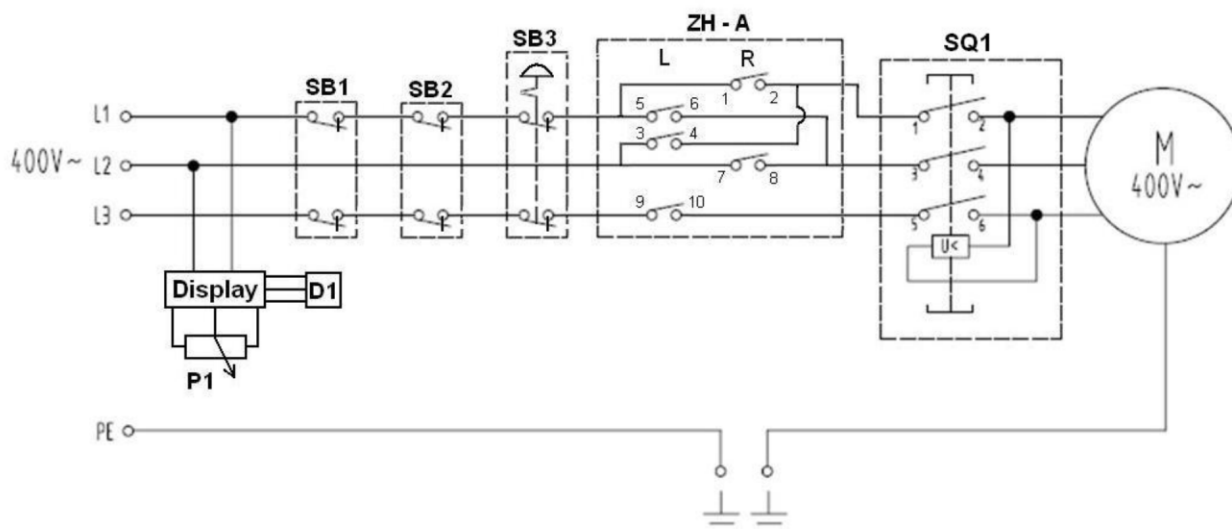 ZH - A
SB3
SQ1
L R
SB1
SB2
1 2
L1
5 6
1 2
3 4
M
400V~
400V~
L2
7 8
3 4
L3
9 10
5 6
U<
Display
D1
P1
PE